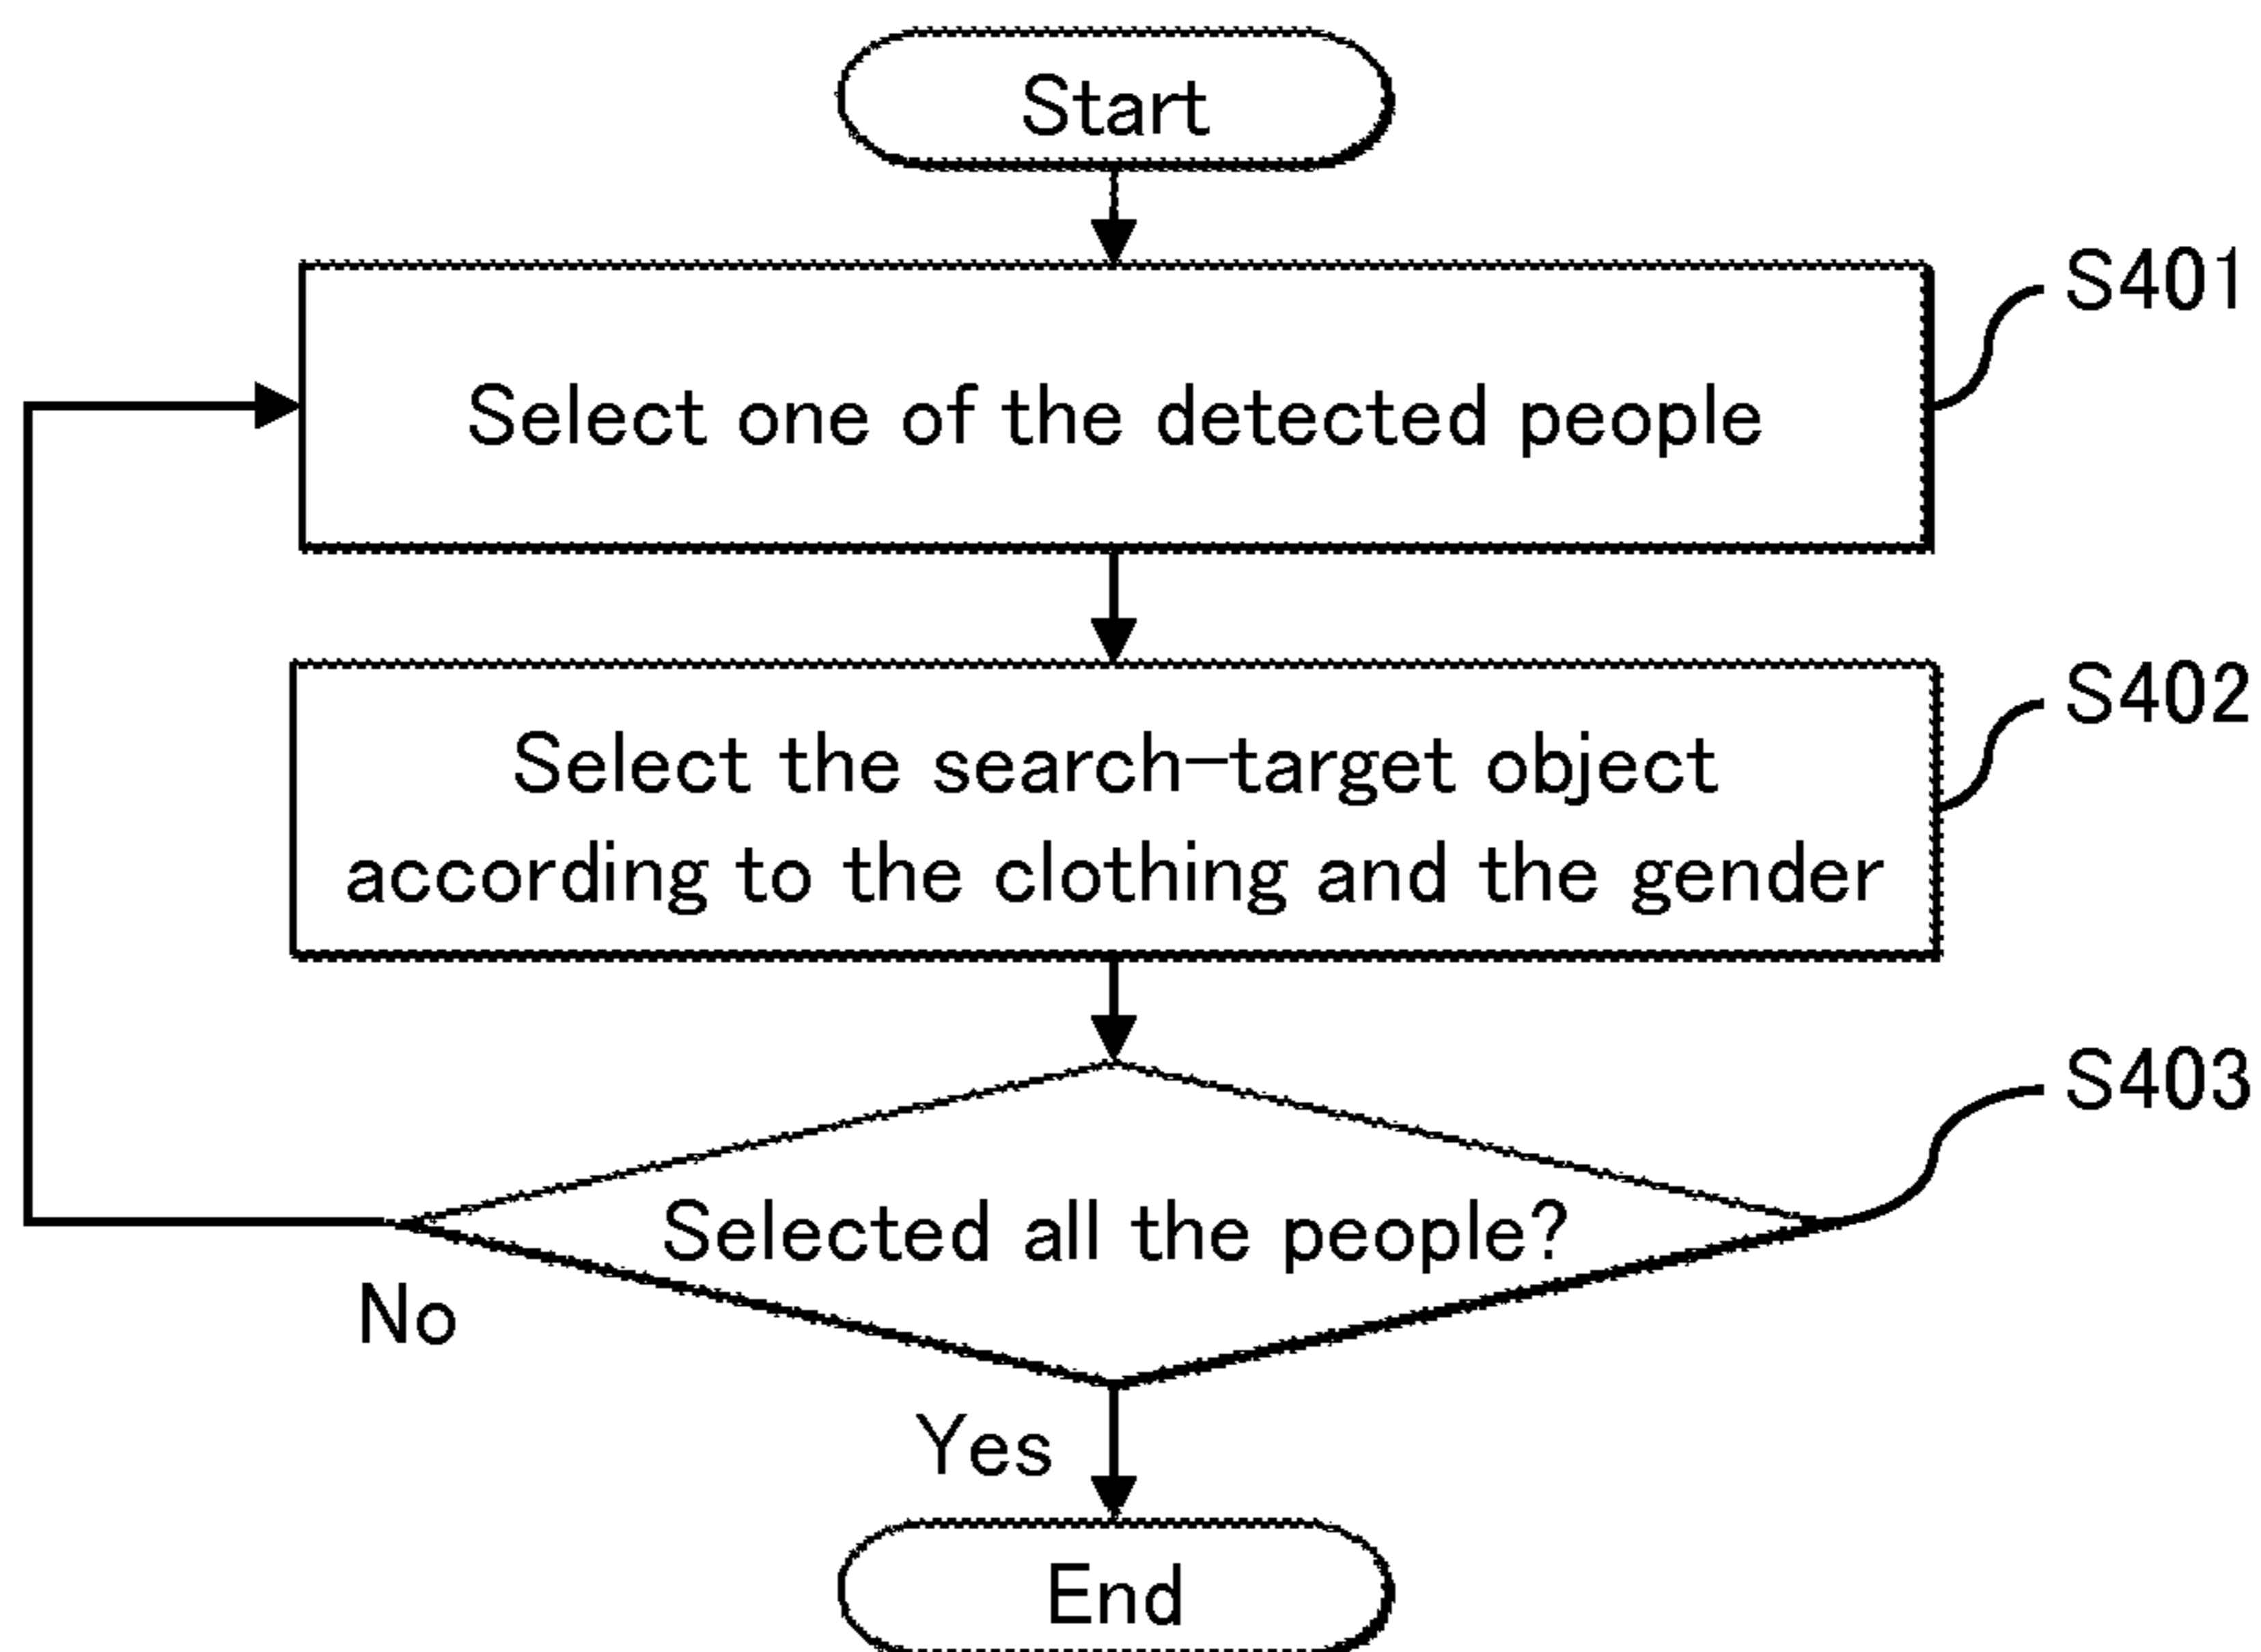 Start
S401
Select one of the detected people
S402
Select the search-target object
according to the clothing and the gender
S403
Selected all the people?
No
Yes
End